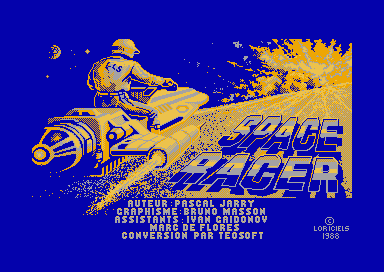 SPACE
RACER
AUTEUR:PASCAL JARRY
GRAPHISME:BRUNO MASSON
ASSISTANTS:IVAN GAIDONOV
MARC DE FLORES
CONVERSION PAR TEOSOFT
©
LORICIELS
1988